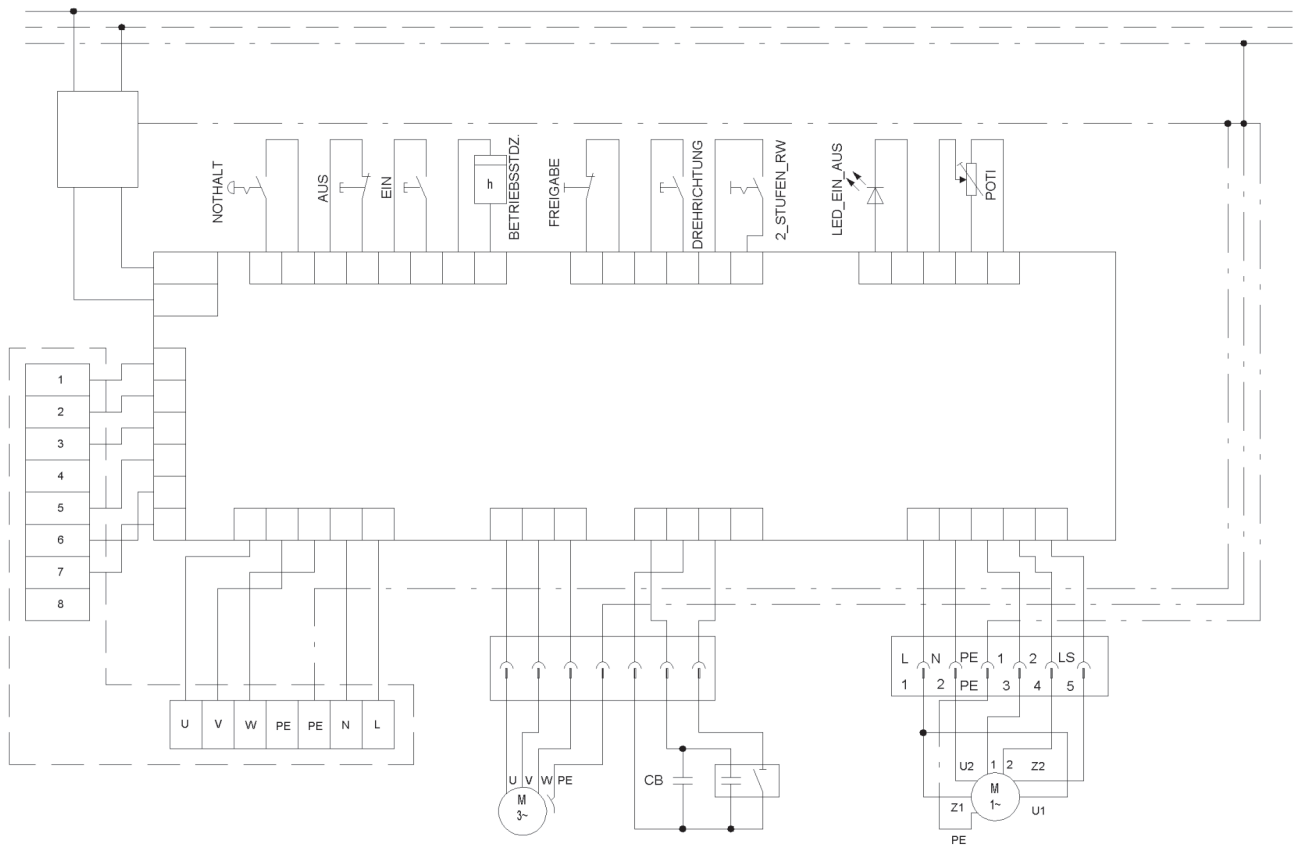 NOTHALT
AUS
EIN
h
BETRIEBSSTDZ.
FREIGABE
DREHRICHTUNG
2_STUFEN_RW
LED_EIN_AUS
POTI
1
2
3
4
5
6
7
8
U V W PE PE N L
U V W PE
M
3~
CB
L N PE 1 2 LS
1 2 PE 3 4 5
U2 1 2 Z2
M
1~
Z1 U1
PE